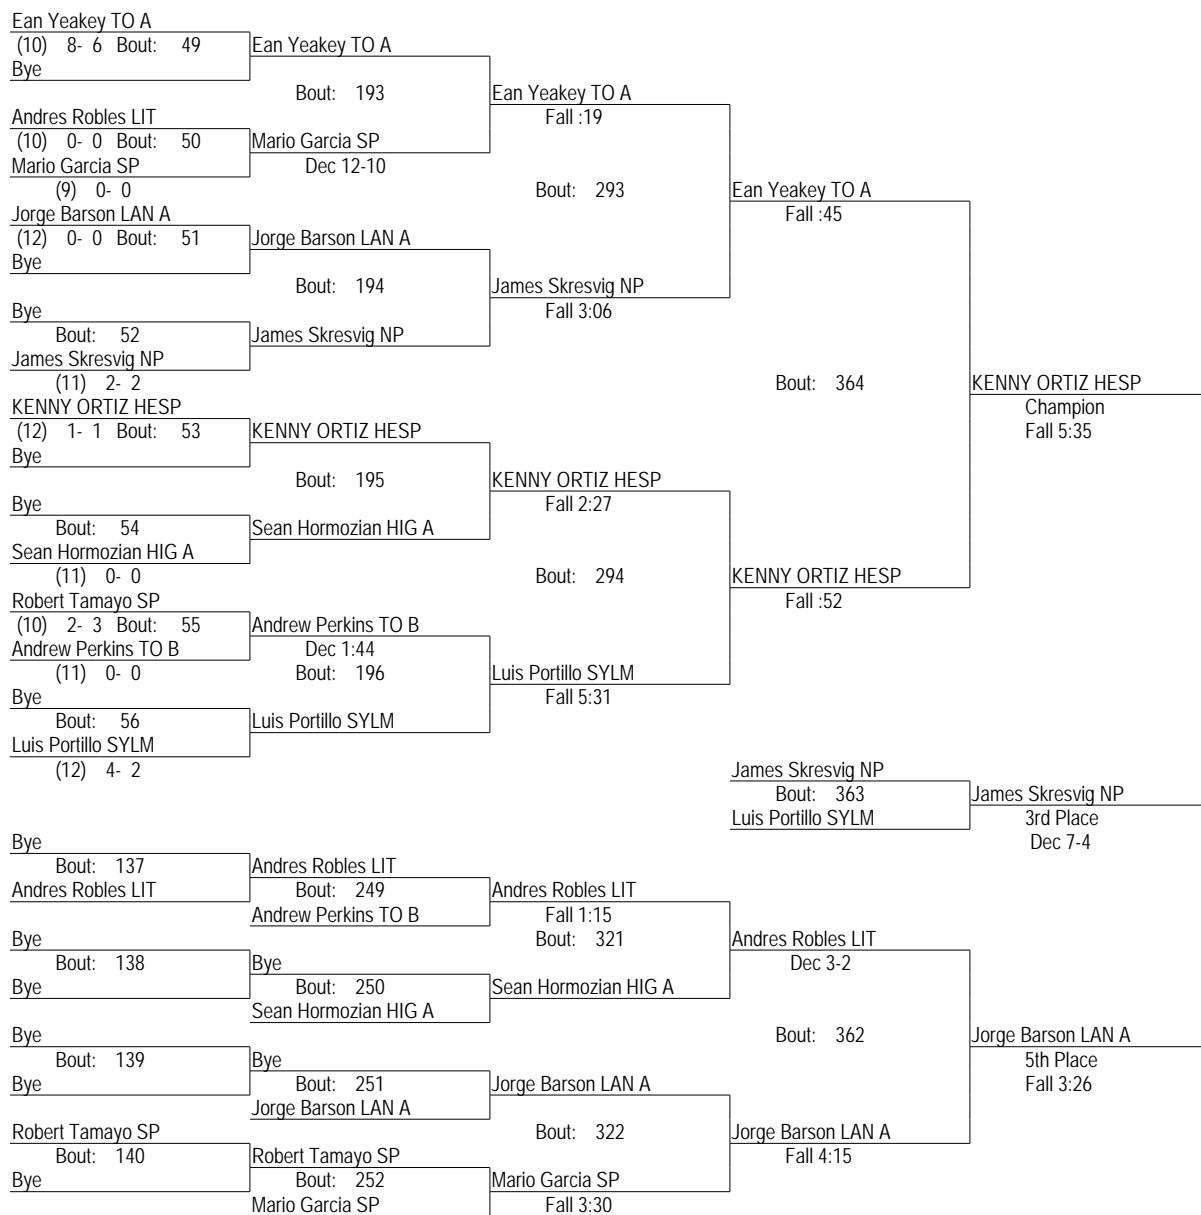 Ean Yeakey TO A
(10) 8- 6 Bout: 49 Ean Yeakey TO A
Bye
Bout: 193 Ean Yeakey TO A
Andres Robles LIT Fall :19
(10) 0- 0 Bout: 50 Mario Garcia SP
Mario Garcia SP Dec 12-10
(9) 0- 0 Bout: 293 Ean Yeakey TO A
Jorge Barson LAN A Fall :45
(12) 0- 0 Bout: 51 Jorge Barson LAN A
Bye
Bout: 194 James Skresvig NP
Bye Fall 3:06
Bout: 52 James Skresvig NP
James Skresvig NP
(11) 2- 2 Bout: 364 KENNY ORTIZ HESP
KENNY ORTIZ HESP Champion
(12) 1- 1 Bout: 53 KENNY ORTIZ HESP Fall 5:35
Bye
Bout: 195 KENNY ORTIZ HESP
Bye Fall 2:27
Bout: 54 Sean Hormozian HIG A
Sean Hormozian HIG A
(11) 0- 0 Bout: 294 KENNY ORTIZ HESP
Robert Tamayo SP Fall :52
(10) 2- 3 Bout: 55 Andrew Perkins TO B
Andrew Perkins TO B Dec 1:44
(11) 0- 0 Bout: 196 Luis Portillo SYLM
Bye Fall 5:31
Bout: 56 Luis Portillo SYLM
Luis Portillo SYLM
(12) 4- 2 James Skresvig NP
Bout: 363 James Skresvig NP
Luis Portillo SYLM 3rd Place
Bye Dec 7-4
Bout: 137 Andres Robles LIT
Andres Robles LIT Bout: 249 Andres Robles LIT
Andrew Perkins TO B Fall 1:15
Bye Bout: 321 Andres Robles LIT
Bout: 138 Bye Dec 3-2
Bye Bout: 250 Sean Hormozian HIG A
Sean Hormozian HIG A
Bye Bout: 362 Jorge Barson LAN A
Bout: 139 Bye 5th Place
Bye Bout: 251 Jorge Barson LAN A Fall 3:26
Jorge Barson LAN A
Robert Tamayo SP Bout: 322 Jorge Barson LAN A
Bout: 140 Robert Tamayo SP Fall 4:15
Bye Bout: 252 Mario Garcia SP
Mario Garcia SP Fall 3:30